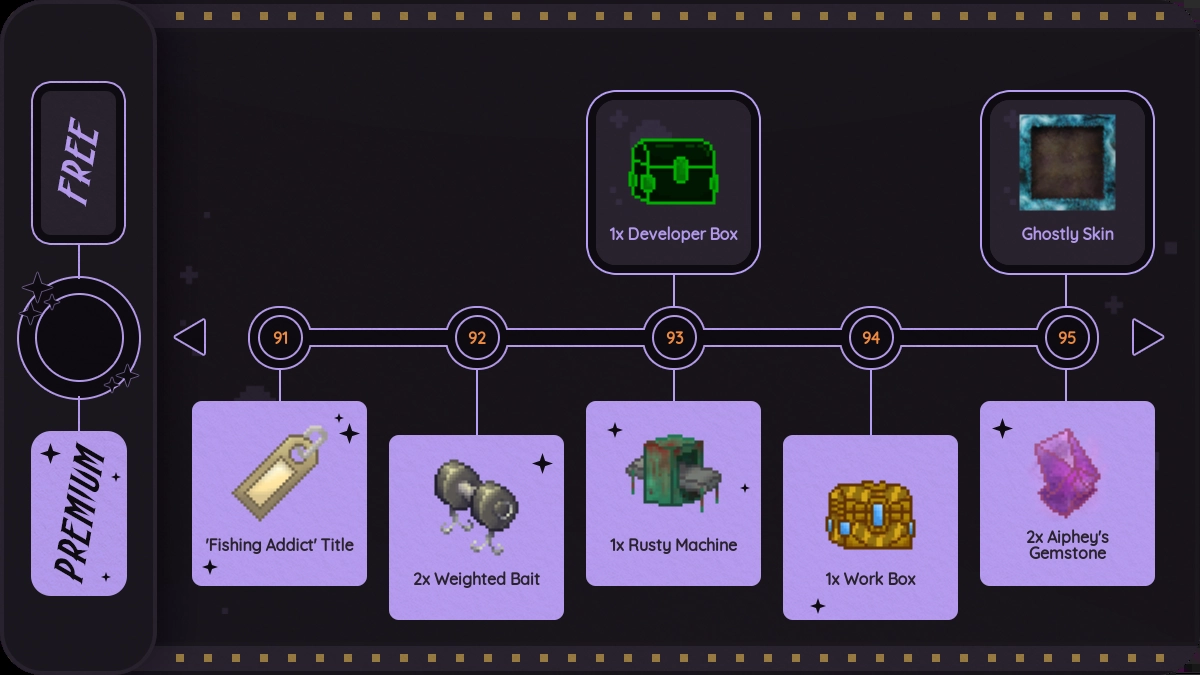 FREE
PREMIUM
1x Developer Box
Ghostly Skin
91
92
93
94
95
'Fishing Addict' Title
2x Weighted Bait
1x Rusty Machine
1x Work Box
2x Aiphey's
Gemstone